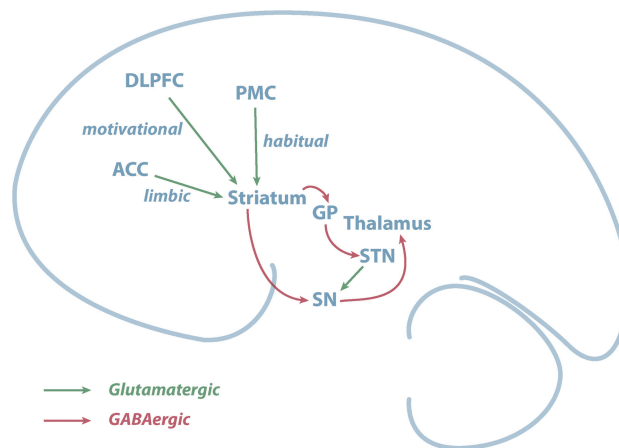 DLPFC
PMC
motivational
habitual
ACC
limbic
Striatum
GP
Thalamus
STN
SN
Glutamatergic
GABAergic